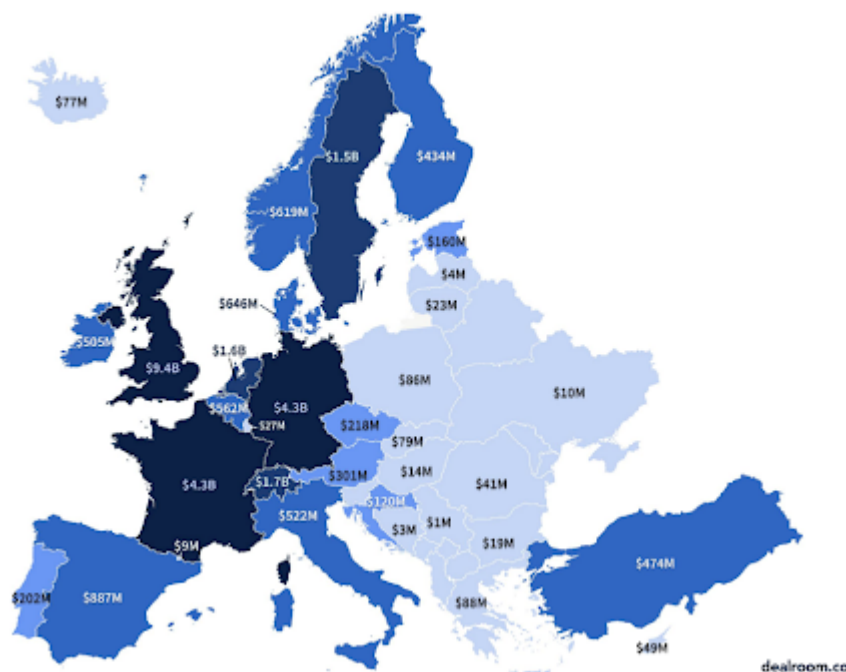 $77M
$1.5B
$434M
$619M
$160M
$4M
$23M
$646M
$505M
$1.6B
$9.4B
$86M
$10M
$562M
$4.3B
$27M
$218M
$79M
$4.3B
$1.7B
$301M
$14M
$41M
$120M
$522M
$3M
$1M
$9M
$19M
$202M
$887M
$474M
$88M
$49M
dealroom.co